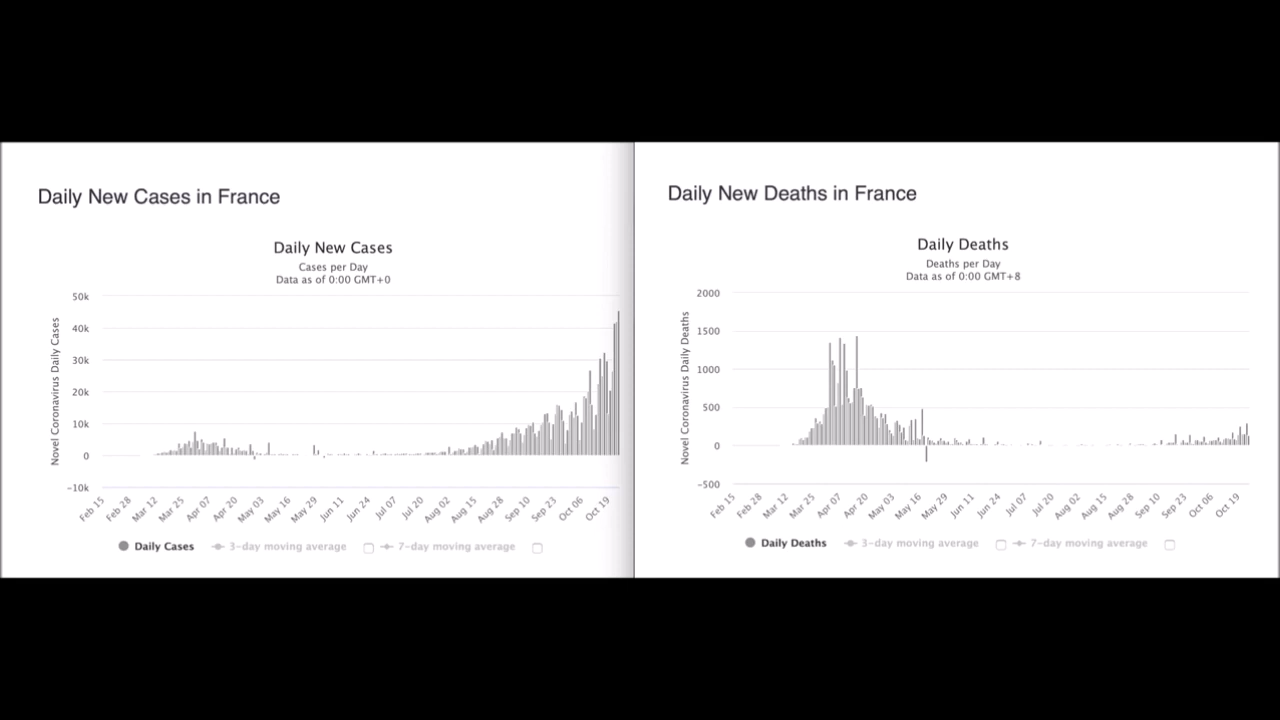 Daily New Cases in France
Daily New Cases
Cases per Day
Data as of 0:00 GMT+0
Novel Coronavirus Daily Cases
50k
40k
30k
20k
10k
0
−10k
Feb 15
Feb 28
Mar 12
Mar 25
Apr 07
Apr 20
May 03
May 16
May 29
Jun 11
Jun 24
Jul 07
Jul 20
Aug 02
Aug 15
Aug 28
Sep 10
Sep 23
Oct 06
Oct 19
Daily Cases 3-day moving average 7-day moving average
Daily New Deaths in France
Daily Deaths
Deaths per Day
Data as of 0:00 GMT+8
Novel Coronavirus Daily Deaths
2000
1500
1000
500
0
−500
Feb 15
Feb 28
Mar 12
Mar 25
Apr 07
Apr 20
May 03
May 16
May 29
Jun 11
Jun 24
Jul 07
Jul 20
Aug 02
Aug 15
Aug 28
Sep 10
Sep 23
Oct 06
Oct 19
Daily Deaths 3-day moving average 7-day moving average